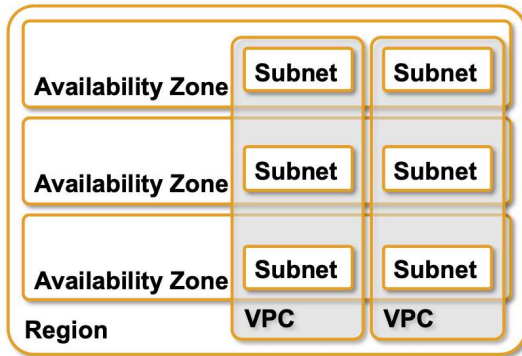 Subnet Subnet
Availability Zone
Subnet Subnet
Availability Zone
Subnet Subnet
Availability Zone
VPC VPC
Region